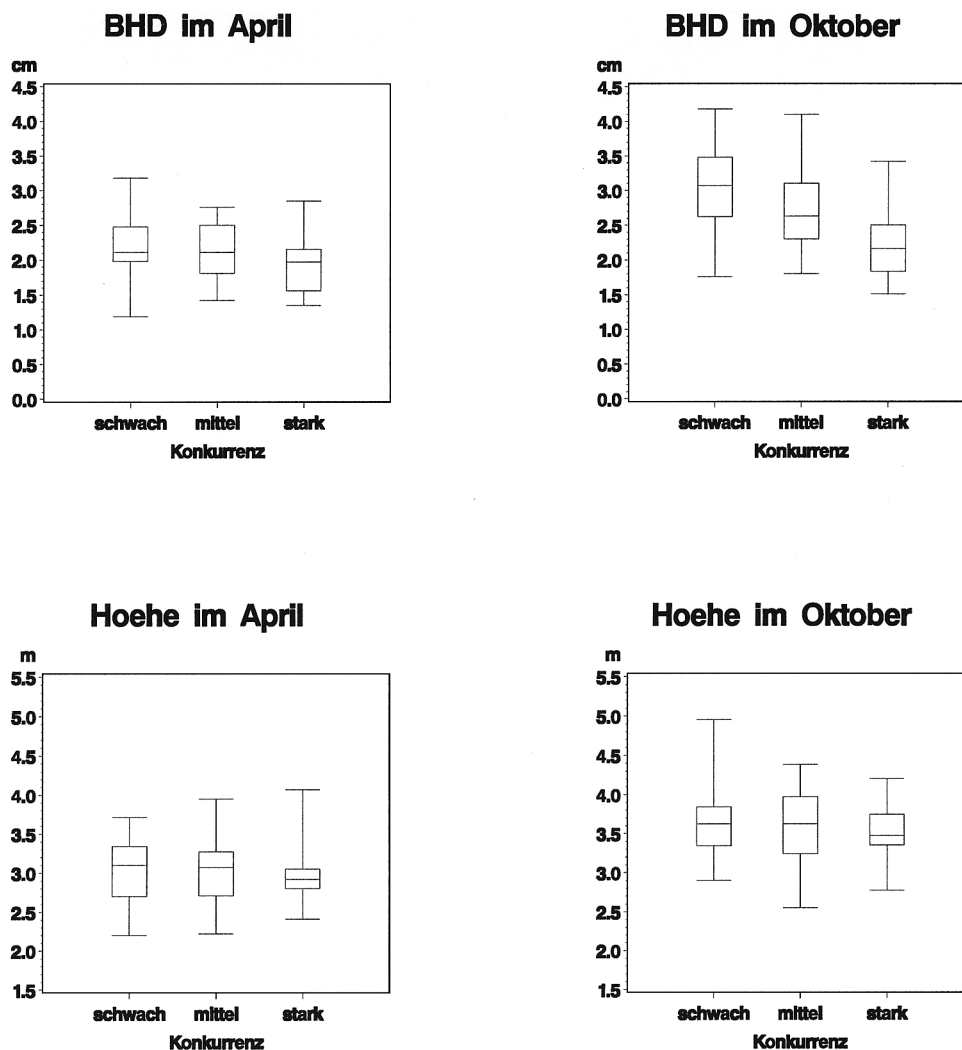 BHD im April
cm
4.5
4.0
3.5
3.0
2.5
2.0
1.5
1.0
0.5
0.0
schwach mittel stark
Konkurrenz
BHD im Oktober
cm
4.5
4.0
3.5
3.0
2.5
2.0
1.5
1.0
0.5
0.0
schwach mittel stark
Konkurrenz
Hoehe im April
m
5.5
5.0
4.5
4.0
3.5
3.0
2.5
2.0
1.5
schwach mittel stark
Konkurrenz
Hoehe im Oktober
m
5.5
5.0
4.5
4.0
3.5
3.0
2.5
2.0
1.5
schwach mittel stark
Konkurrenz